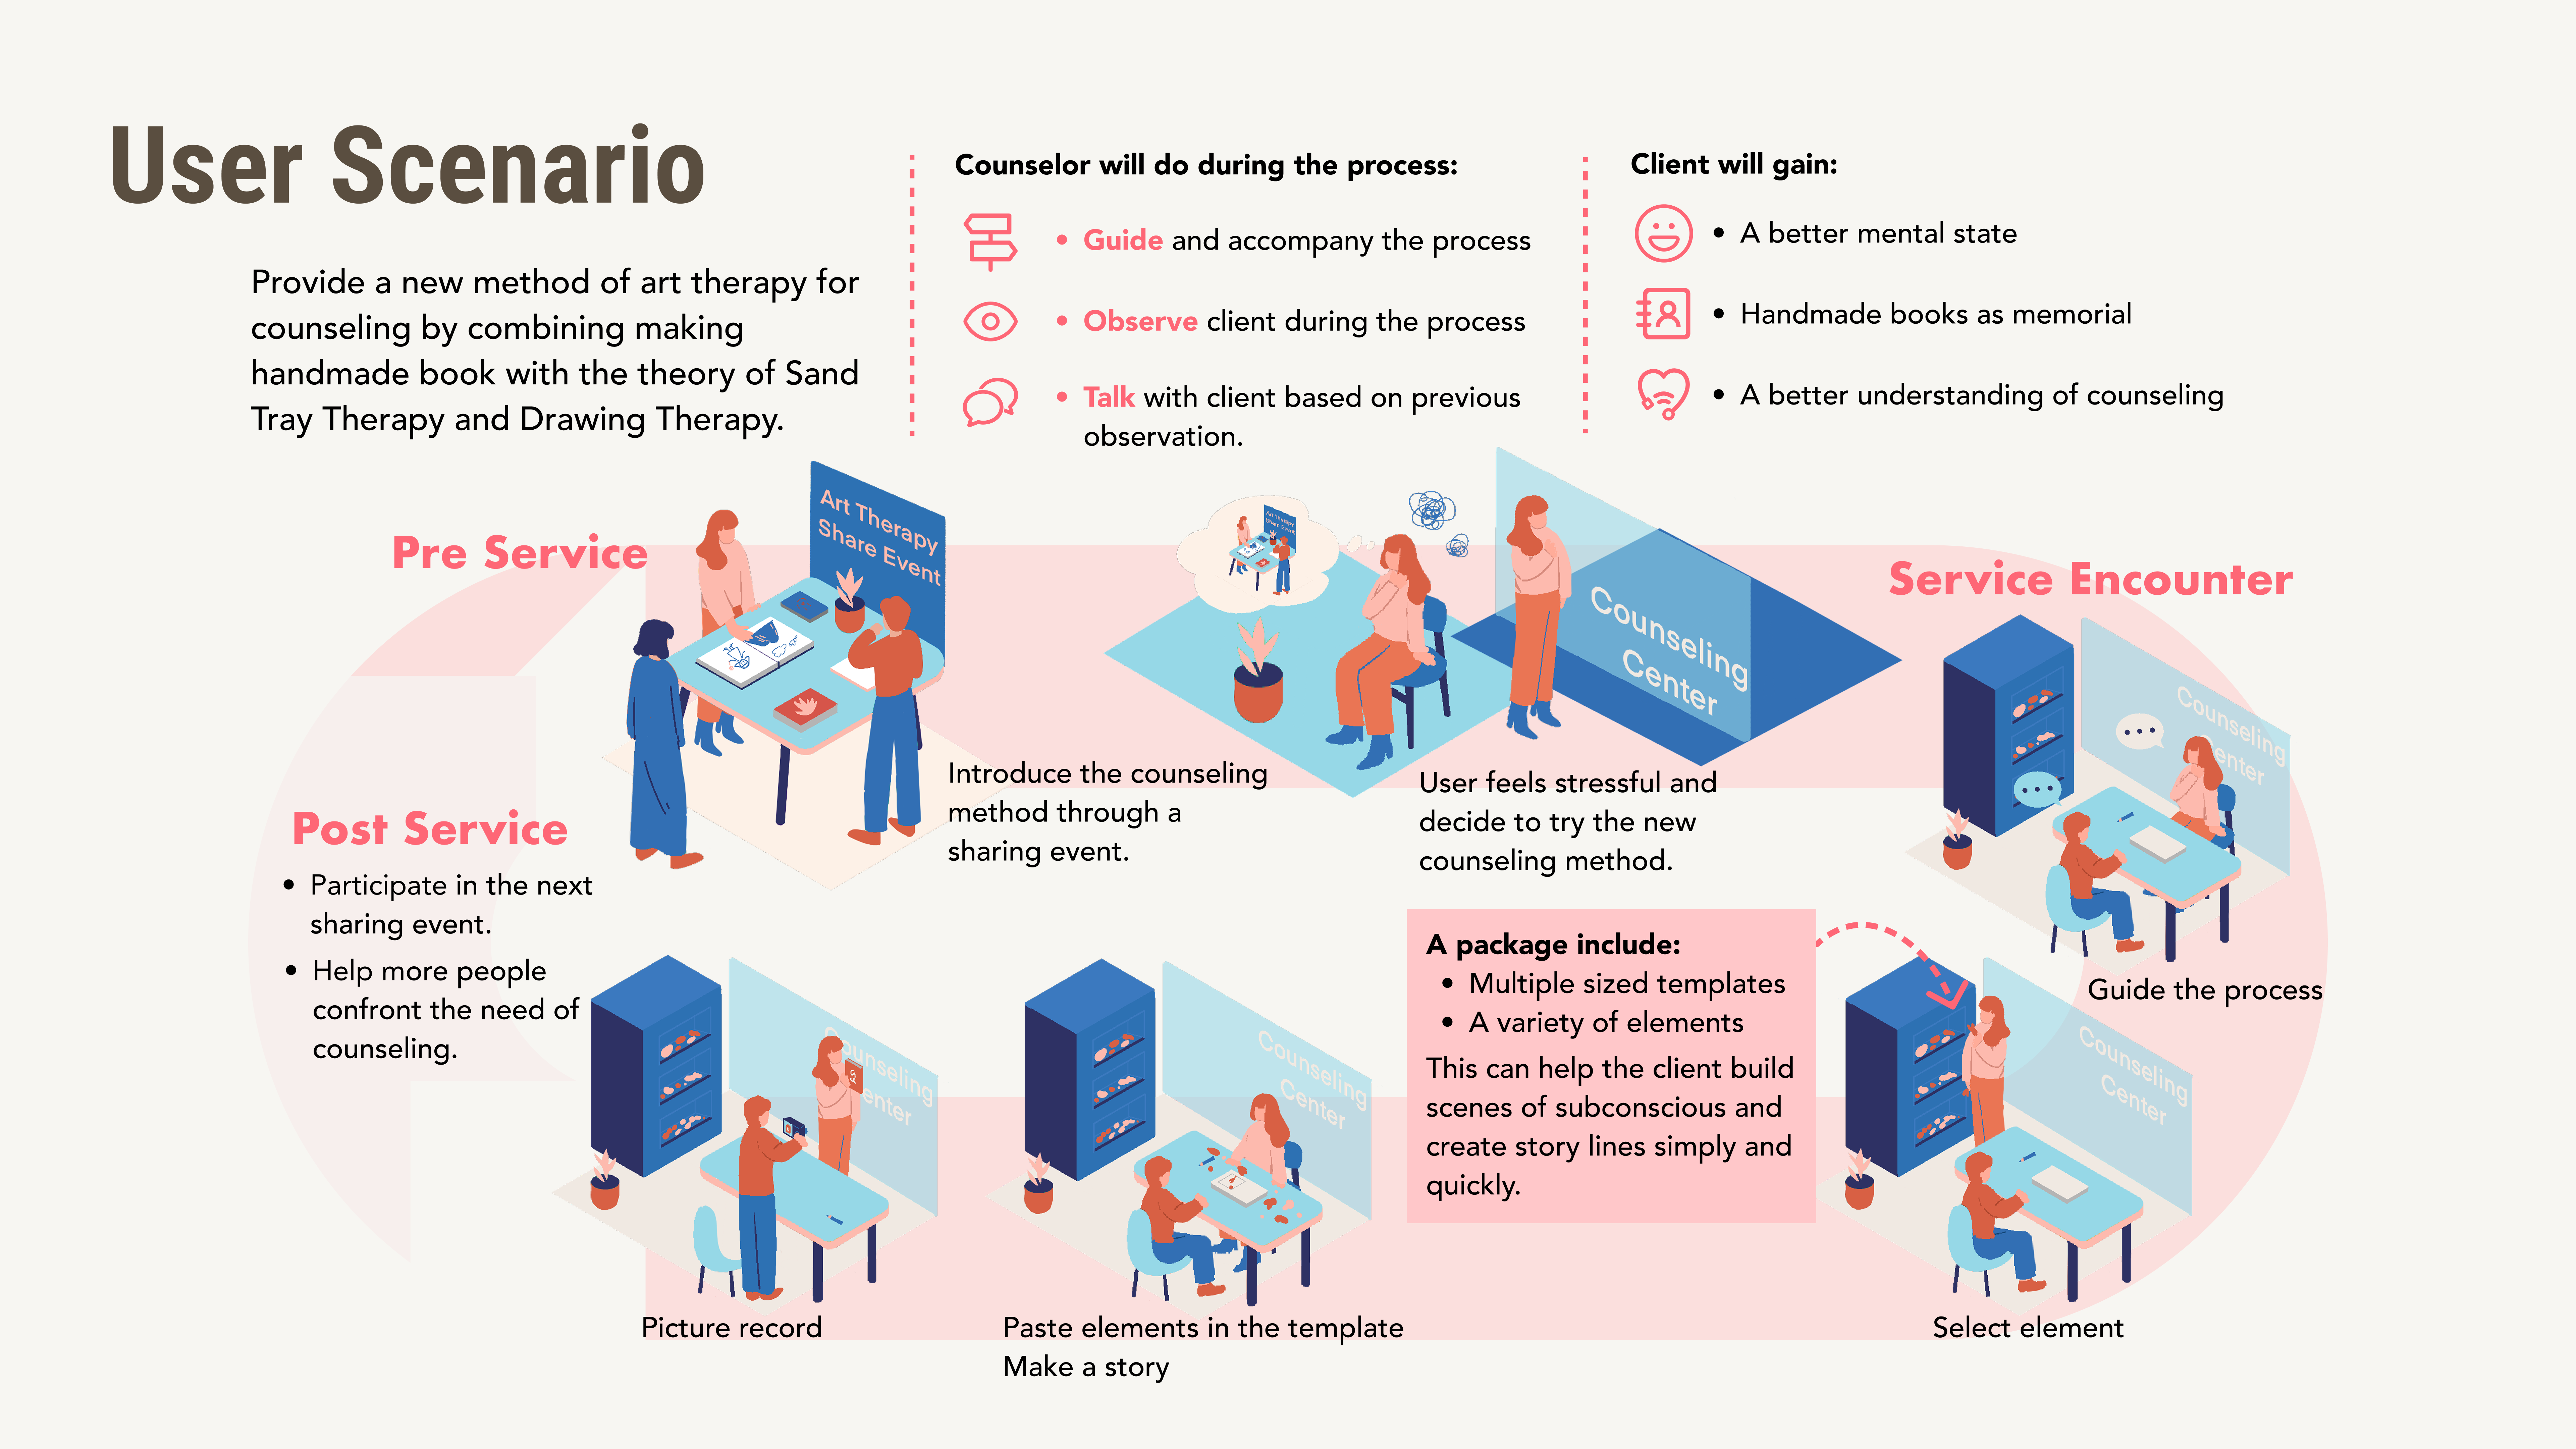 User Scenario
Provide a new method of art therapy for
counseling by combining making
handmade book with the theory of Sand
Tray Therapy and Drawing Therapy.
Counselor will do during the process:
• Guide and accompany the process
• Observe client during the process
• Talk with client based on previous
observation.
Client will gain:
• A better mental state
• Handmade books as memorial
• A better understanding of counseling
Pre Service
Art Therapy
Share Event
Introduce the counseling
method through a
sharing event.
Art Therapy
Share Event
Counseling
Center
User feels stressful and
decide to try the new
counseling method.
Service Encounter
Counseling
Center
Guide the process
A package include:
• Multiple sized templates
• A variety of elements
This can help the client build
scenes of subconscious and
create story lines simply and
quickly.
Counseling
Center
Select element
Counseling
Center
Paste elements in the template
Make a story
Counseling
Center
Picture record
Post Service
• Participate in the next
sharing event.
• Help more people
confront the need of
counseling.